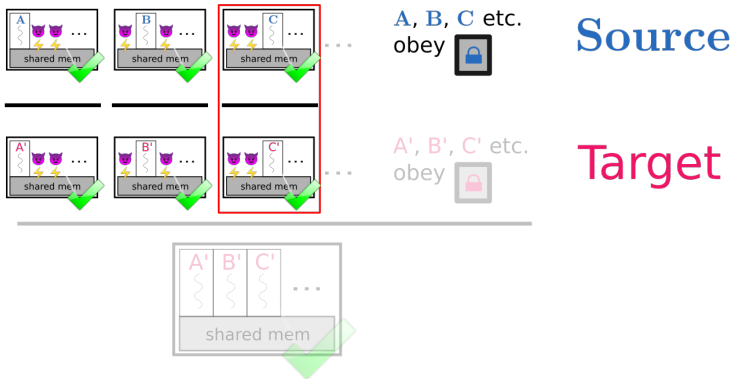 A
B
C
A, B, C etc.
obey
Source
shared mem
shared mem
shared mem
A'
B'
C'
A', B', C' etc.
obey
Target
shared mem
shared mem
shared mem
A' B' C'
shared mem